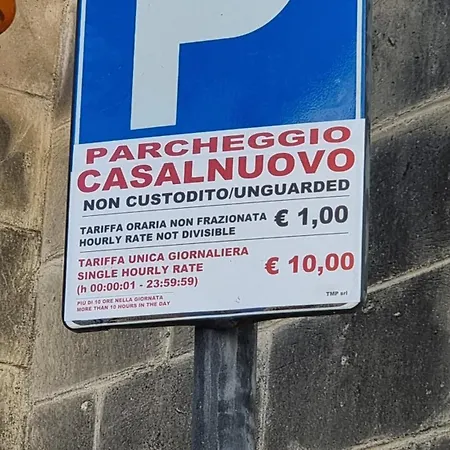 P
PARCHEGGIO
CASALNUOVO
NON CUSTODITO/UNGUARDED
TARIFFA ORARIA NON FRAZIONATA € 1,00
HOURLY RATE NOT DIVISIBLE
TARIFFA UNICA GIORNALIERA
SINGLE HOURLY RATE € 10,00
(h 00:00:01 - 23:59:59)
PIÙ DI 10 ORE NELLA GIORNATA
MORE THAN 10 HOURS IN THE DAY
TMP srl